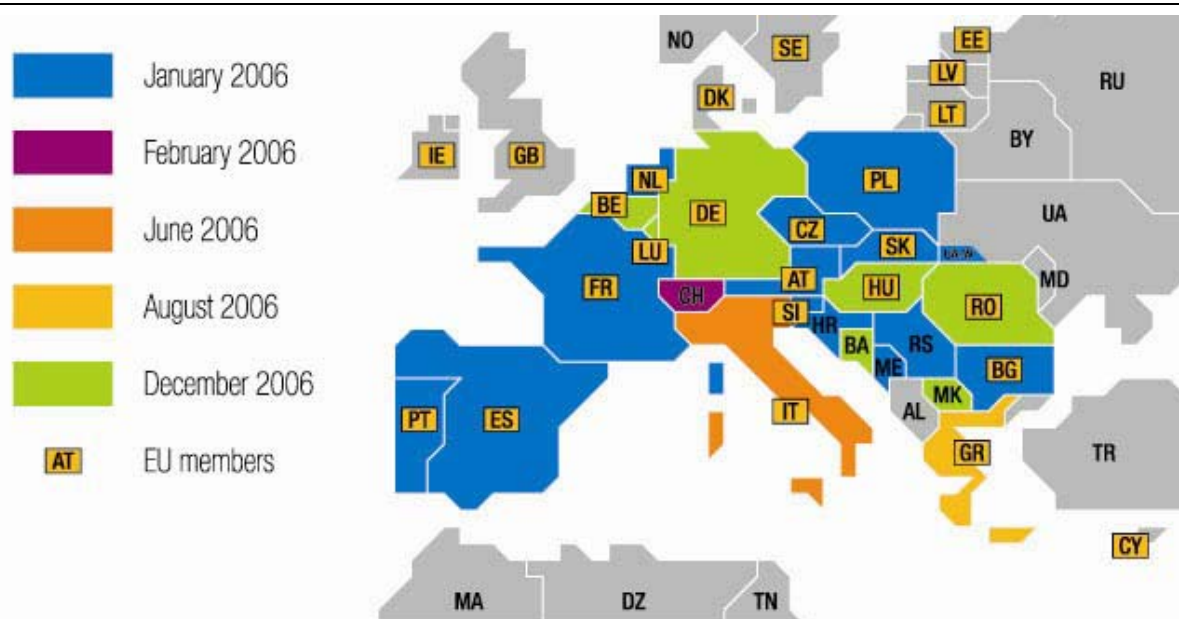 January 2006
February 2006
June 2006
August 2006
December 2006
AT EU members
NO
SE
EE
LV
RU
DK
LT
BY
IE
GB
NL
PL
BE
DE
CZ
UA
LU
SK
MD
FR
CH
AT
HU
RO
SI
HR
BA
RS
ME
BG
MK
AL
PT
ES
IT
GR
TR
CY
MA
DZ
TN